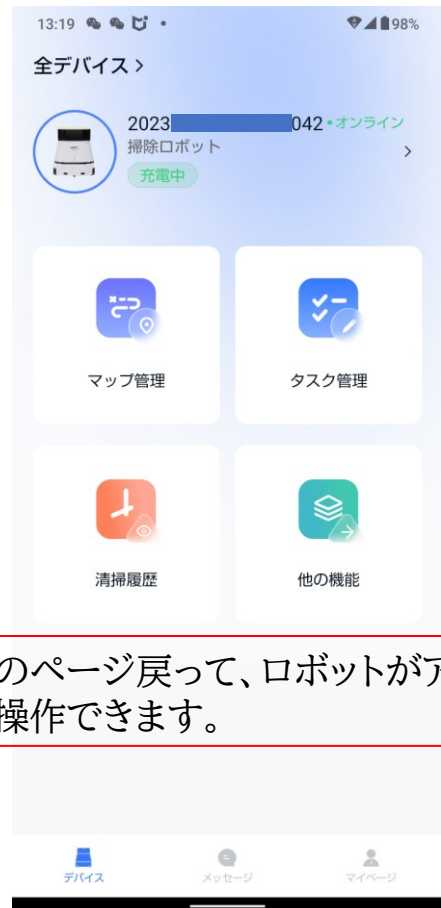 13:19
98%
全デバイス >
2023 042 •オンライン
掃除ロボット
充電中
マップ管理
タスク管理
清掃履歴
他の機能
のページ戻って、ロボットがア
操作できます。
デバイス
メッセージ
マイページ